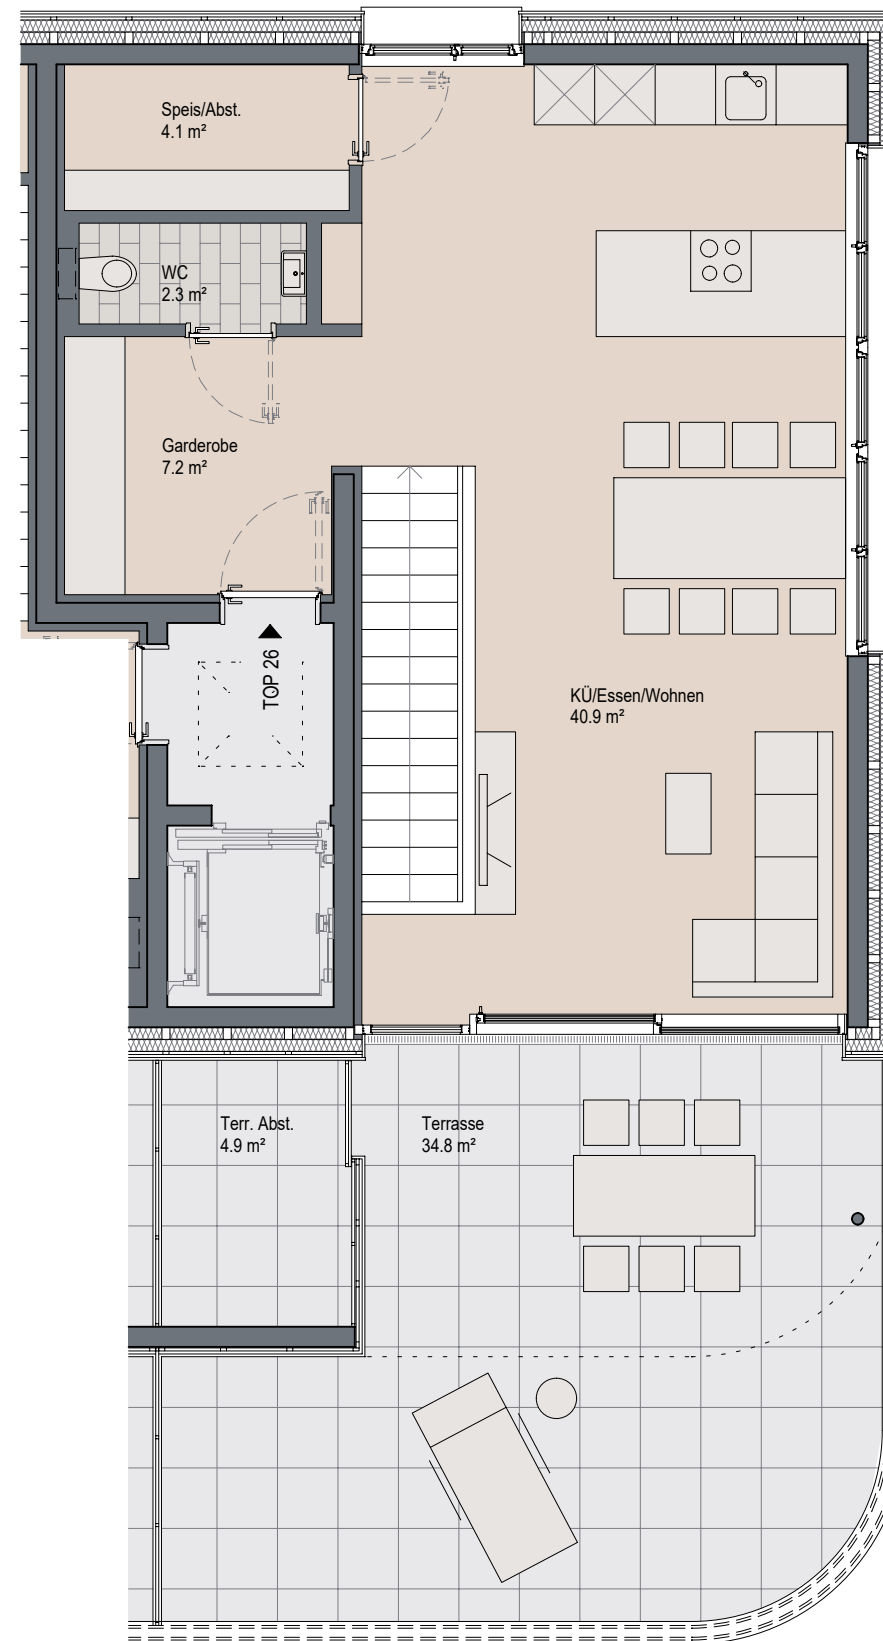 Speis/Abst.
4.1 m²
WC
2.3 m²
Garderobe
7.2 m²
TOP 26
KÜ/Essen/Wohnen
40.9 m²
Terr. Abst.
4.9 m²
Terrasse
34.8 m²